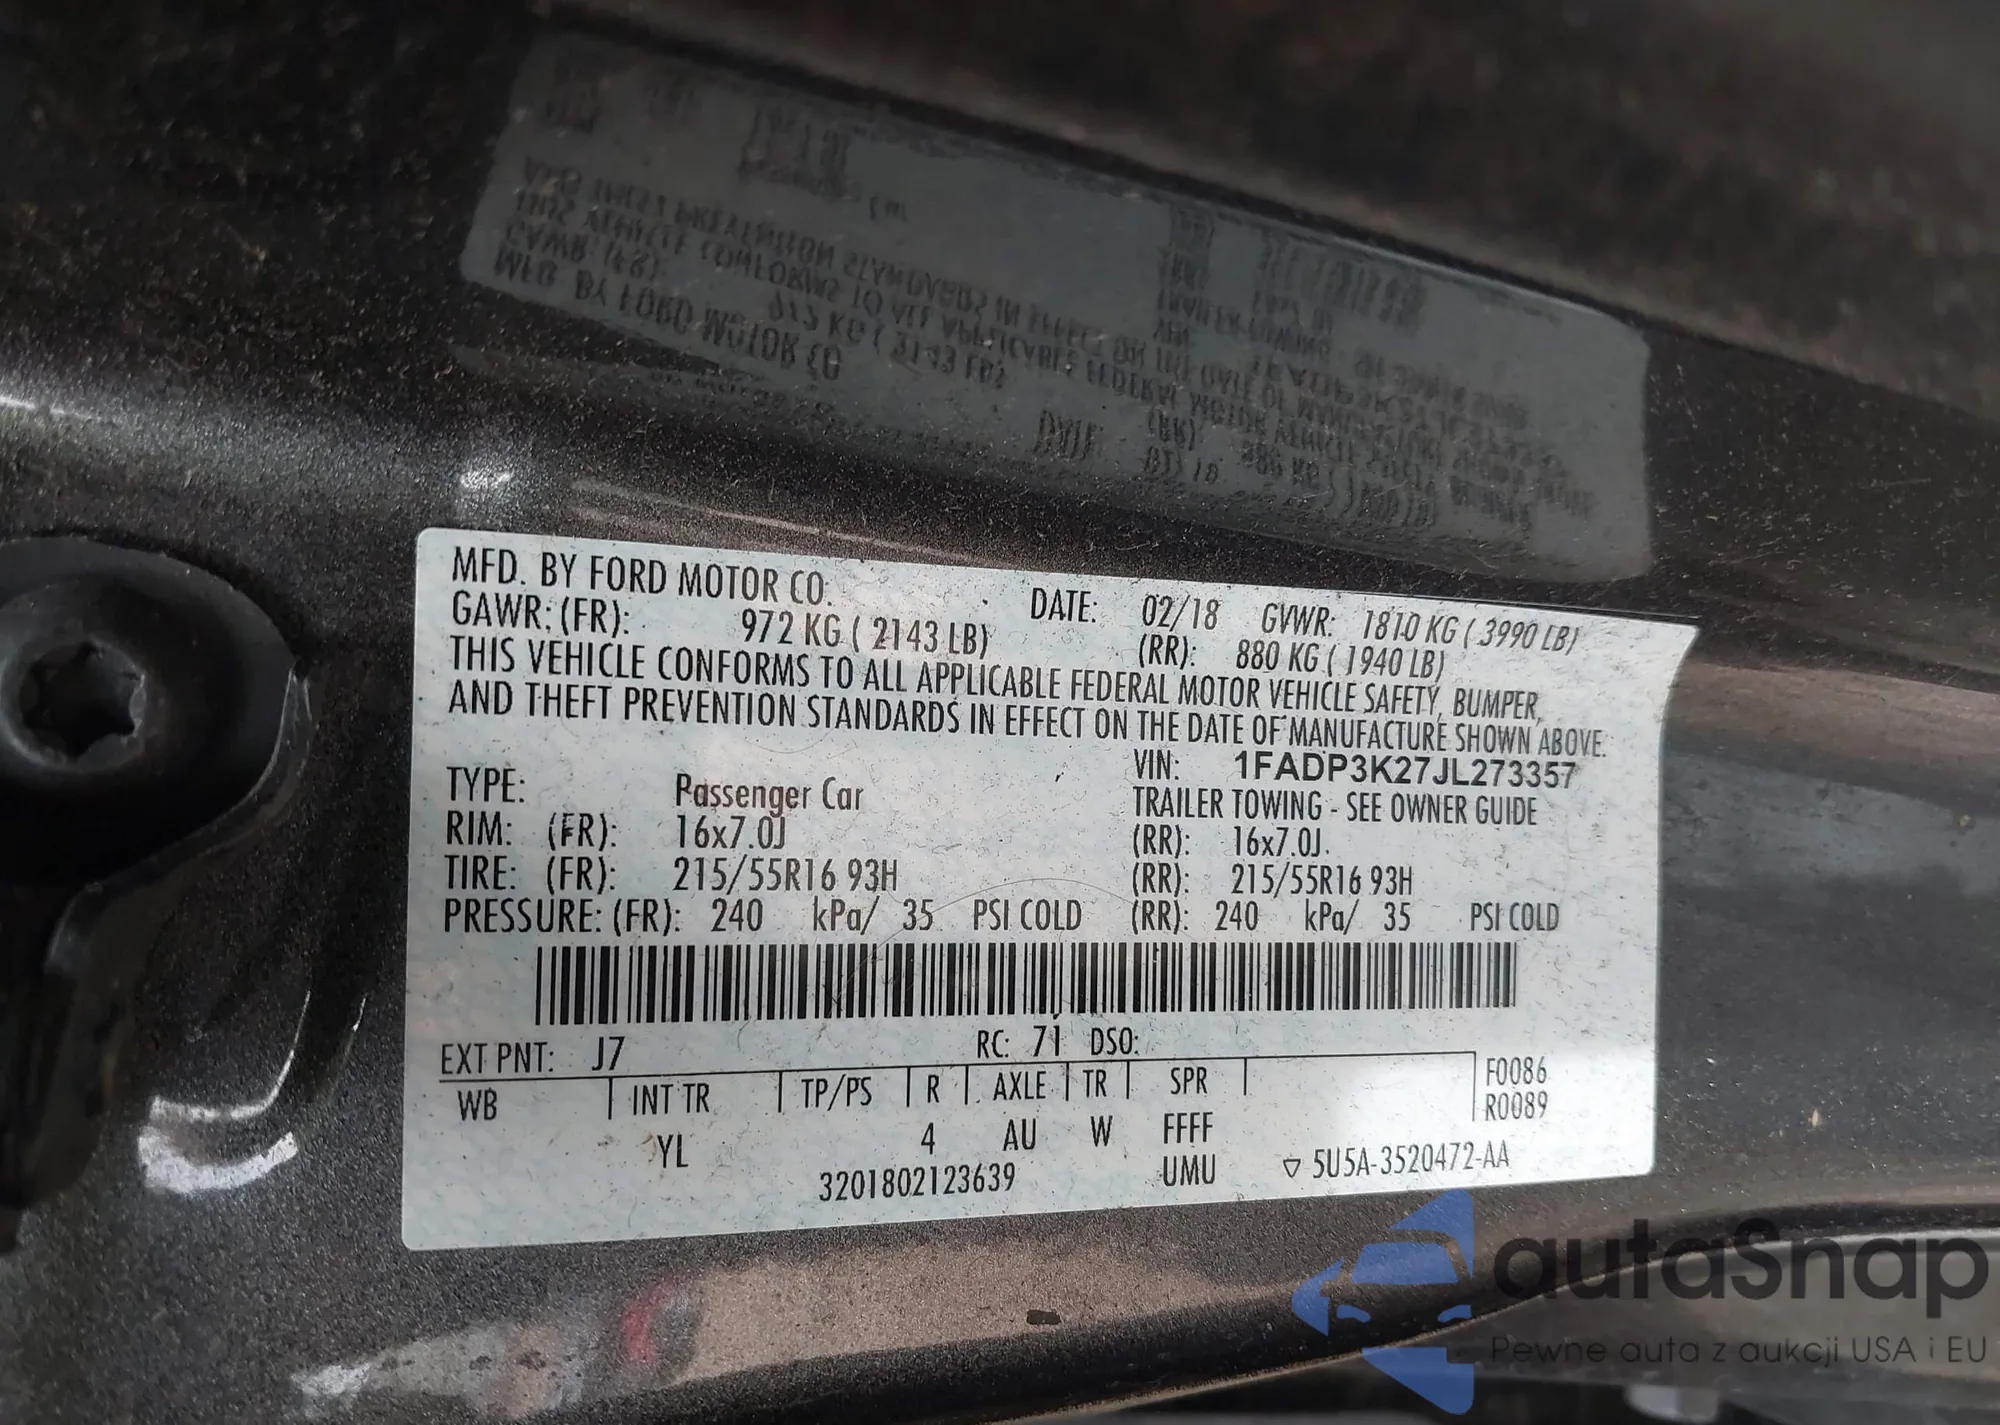 MFD. BY FORD MOTOR CO. DATE: 02/18 GVWR: 1810 KG ( 3990 LB)
GAWR: (FR): 972 KG ( 2143 LB) (RR): 880 KG ( 1940 LB)
THIS VEHICLE CONFORMS TO ALL APPLICABLE FEDERAL MOTOR VEHICLE SAFETY, BUMPER,
AND THEFT PREVENTION STANDARDS IN EFFECT ON THE DATE OF MANUFACTURE SHOWN ABOVE.
VIN: 1FADP3K27JL273357
TYPE: Passenger Car TRAILER TOWING - SEE OWNER GUIDE
RIM: (FR): 16x7.0J (RR): 16x7.0J
TIRE: (FR): 215/55R16 93H (RR): 215/55R16 93H
PRESSURE: (FR): 240 kPa/ 35 PSI COLD (RR): 240 kPa/ 35 PSI COLD
EXT PNT: J7 RC: 71 DSO:
WB INT TR TP/PS R AXLE TR SPR F0086
R0089
YL 4 AU W FFFF
3201802123639 UMU ▽ 5U5A-3520472-AA
autaSnap
Pewne auta z aukcji USA i EU